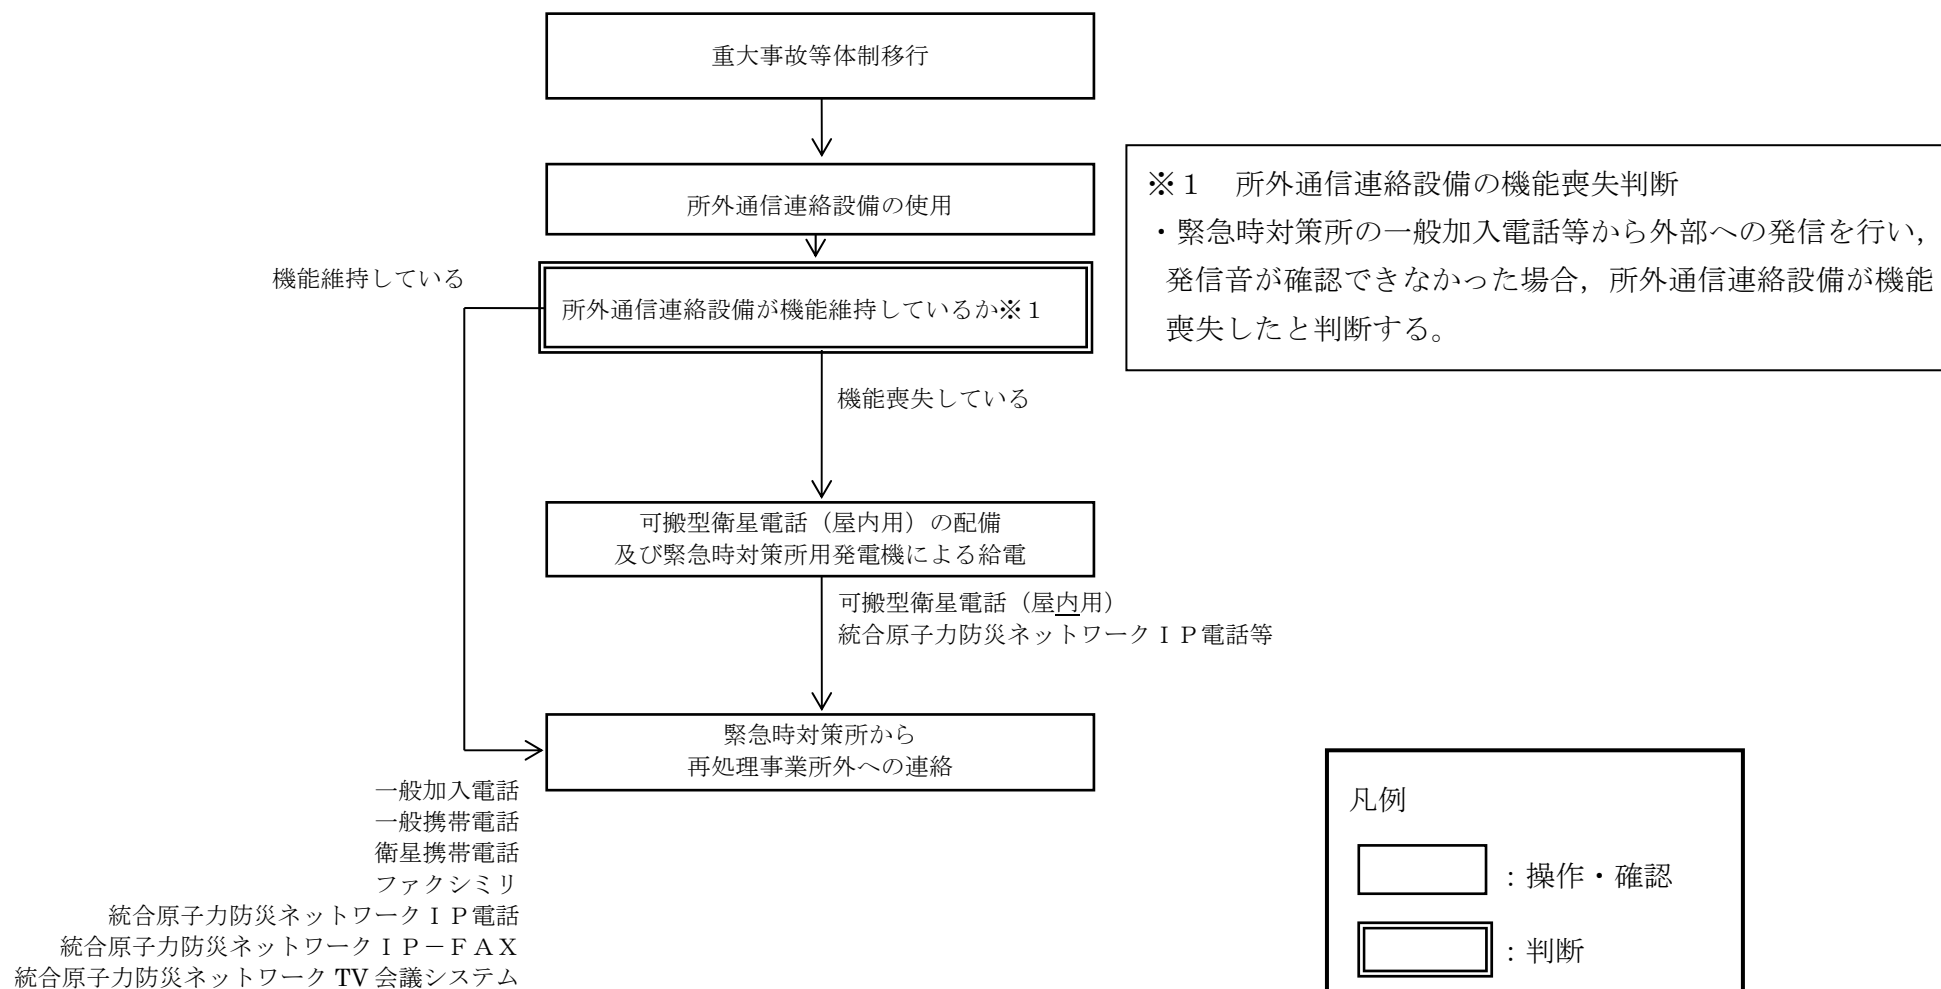 重大事故等体制移行
所外通信連絡設備の使用
機能維持している
所外通信連絡設備が機能維持しているか※１
※１　所外通信連絡設備の機能喪失判断
・緊急時対策所の一般加入電話等から外部への発信を行い，
発信音が確認できなかった場合，所外通信連絡設備が機能
喪失したと判断する。
機能喪失している
可搬型衛星電話（屋内用）の配備
及び緊急時対策所用発電機による給電
可搬型衛星電話（屋内用）
統合原子力防災ネットワークＩＰ電話等
緊急時対策所から
再処理事業所外への連絡
一般加入電話
一般携帯電話
衛星携帯電話
ファクシミリ
統合原子力防災ネットワークＩＰ電話
統合原子力防災ネットワークＩＰ－ＦＡＸ
統合原子力防災ネットワーク TV 会議システム
凡例
：操作・確認
：判断